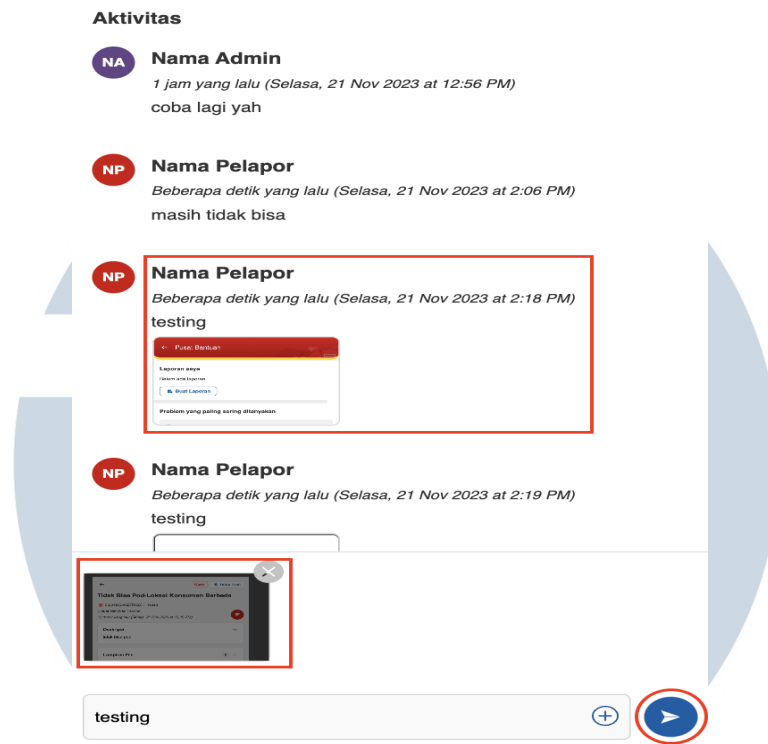 Aktivitas
NA
Nama Admin
1 jam yang lalu (Selasa, 21 Nov 2023 at 12:56 PM)
coba lagi yah
NP
Nama Pelapor
Beberapa detik yang lalu (Selasa, 21 Nov 2023 at 2:06 PM)
masih tidak bisa
NP
Nama Pelapor
Beberapa detik yang lalu (Selasa, 21 Nov 2023 at 2:18 PM)
testing
Pusat Bantuan
Laporan saya
Buat Laporan
Problem yang paling sering ditanyakan
NP
Nama Pelapor
Beberapa detik yang lalu (Selasa, 21 Nov 2023 at 2:19 PM)
testing
Tidak Bisa Konsumen Berbeda
testing